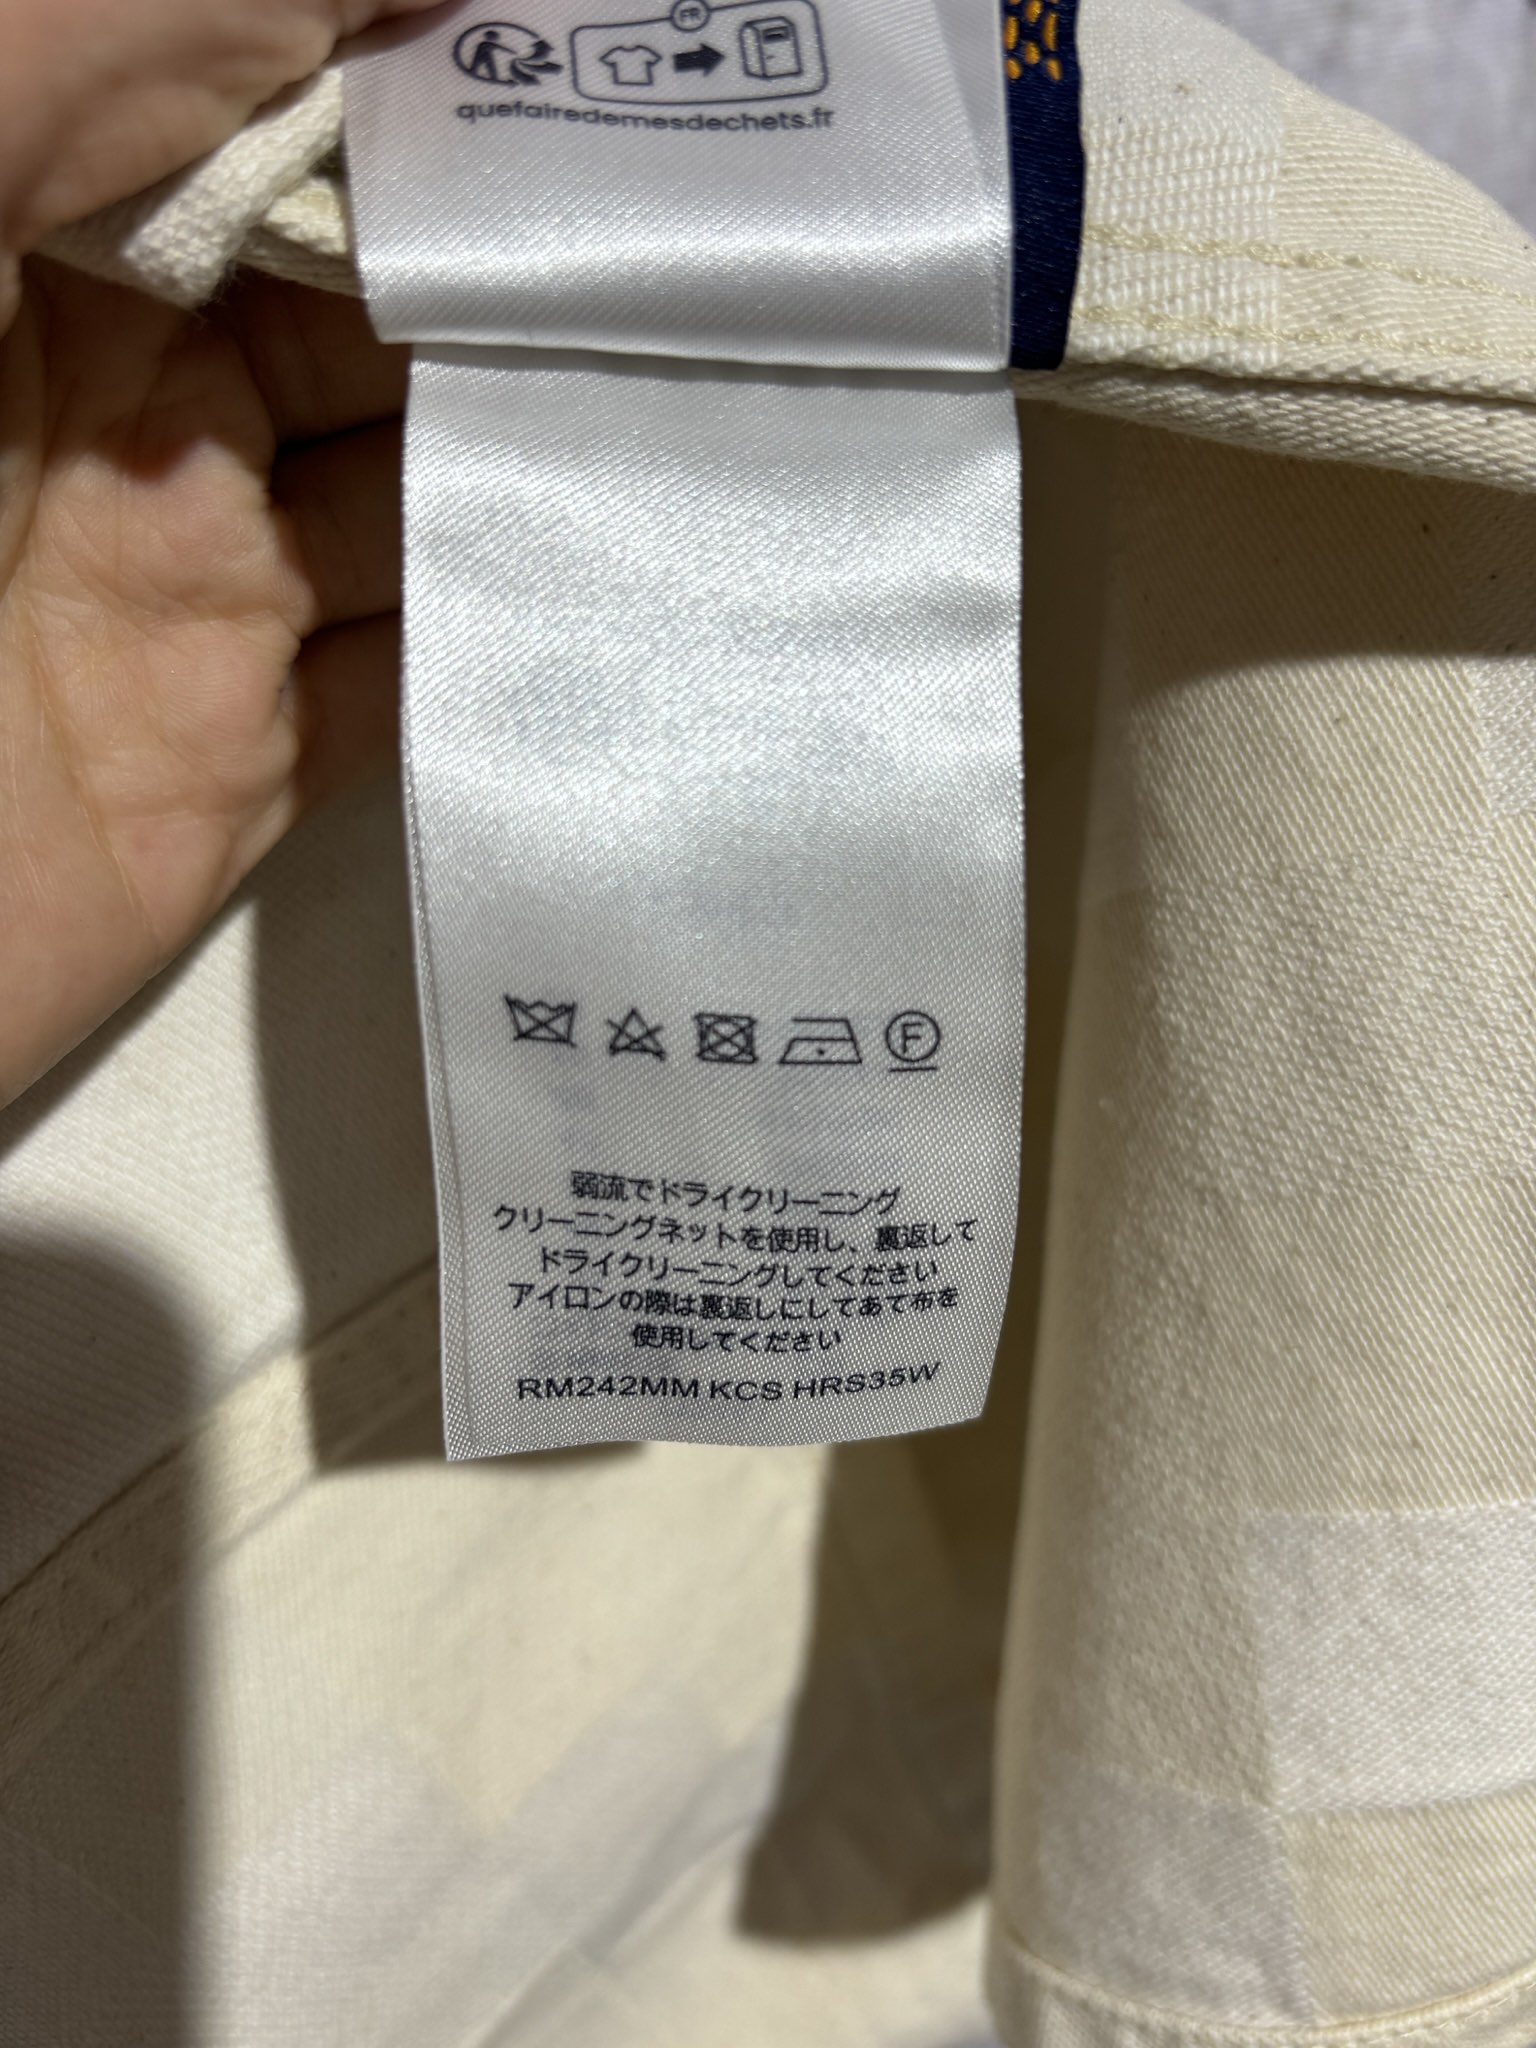 FR
quefairedemesdechets.fr
F
弱流でドライクリーニング
クリーニングネットを使用し、裏返して
ドライクリーニングしてください
アイロンの際は裏返しにしてあて布を
使用してください
RM242MM KCS HRS35W